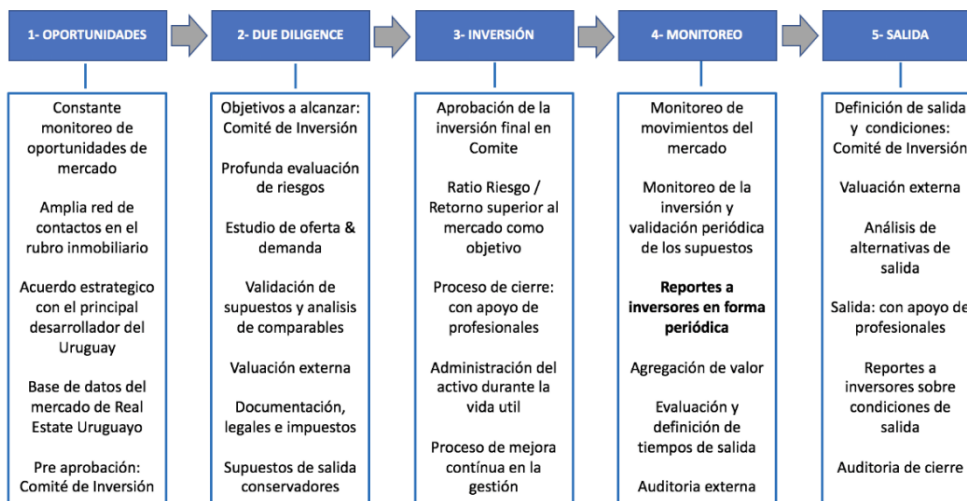 1- OPORTUNIDADES
2- DUE DILIGENCE
3- INVERSIÓN
4- MONITOREO
5- SALIDA
Constante
monitoreo de
oportunidades de
mercado
Amplia red de
contactos en el
rubro inmobiliario
Acuerdo estrategico
con el principal
desarrollador del
Uruguay
Base de datos del
mercado de Real
Estate Uruguayo
Pre aprobación:
Comité de Inversión
Objetivos a alcanzar:
Comité de Inversión
Profunda evaluación
de riesgos
Estudio de oferta &
demanda
Validación de
supuestos y analisis
de comparables
Valuación externa
Documentación,
legales e impuestos
Supuestos de salida
conservadores
Aprobación de la
inversión final en
Comite
Ratio Riesgo /
Retorno superior al
mercado como
objetivo
Proceso de cierre:
con apoyo de
profesionales
Administración del
activo durante la
vida util
Proceso de mejora
contínua en la
gestión
Monitoreo de
movimientos del
mercado
Monitoreo de la
inversión y
validación periódica
de los supuestos
Reportes a
inversores en forma
periódica
Agregación de valor
Evaluación y
definición de
tiempos de salida
Auditoria externa
Definición de salida
y condiciones:
Comité de Inversión
Valuación externa
Análisis de
alternativas de
salida
Salida: con apoyo de
profesionales
Reportes a
inversores sobre
condiciones de
salida
Auditoria de cierre